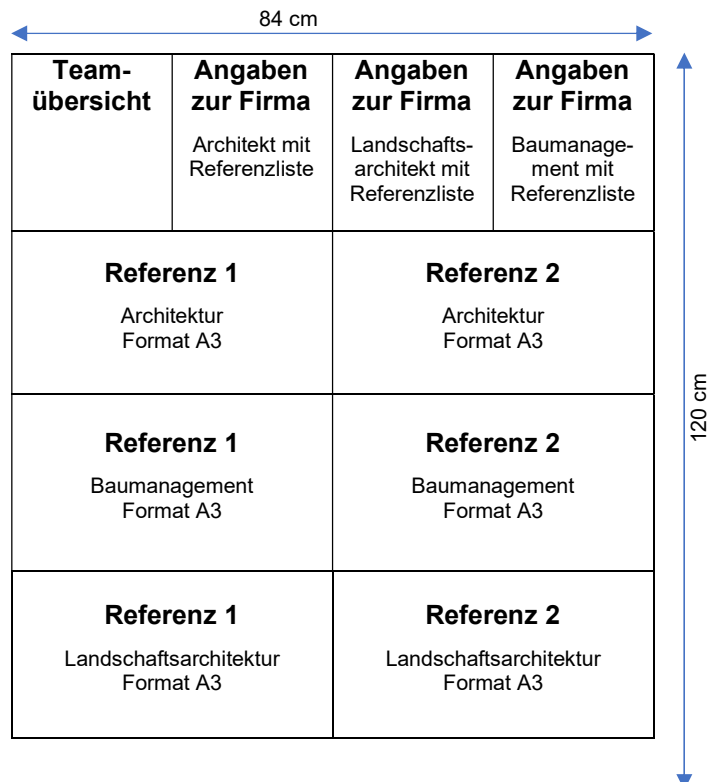 84 cm
Team-
übersicht
Angaben
zur Firma
Architekt mit
Referenzliste
Angaben
zur Firma
Landschafts-
architekt mit
Referenzliste
Angaben
zur Firma
Baumanage-
ment mit
Referenzliste
Referenz 1
Architektur
Format A3
Referenz 2
Architektur
Format A3
120 cm
Referenz 1
Baumanagement
Format A3
Referenz 2
Baumanagement
Format A3
Referenz 1
Landschaftsarchitektur
Format A3
Referenz 2
Landschaftsarchitektur
Format A3